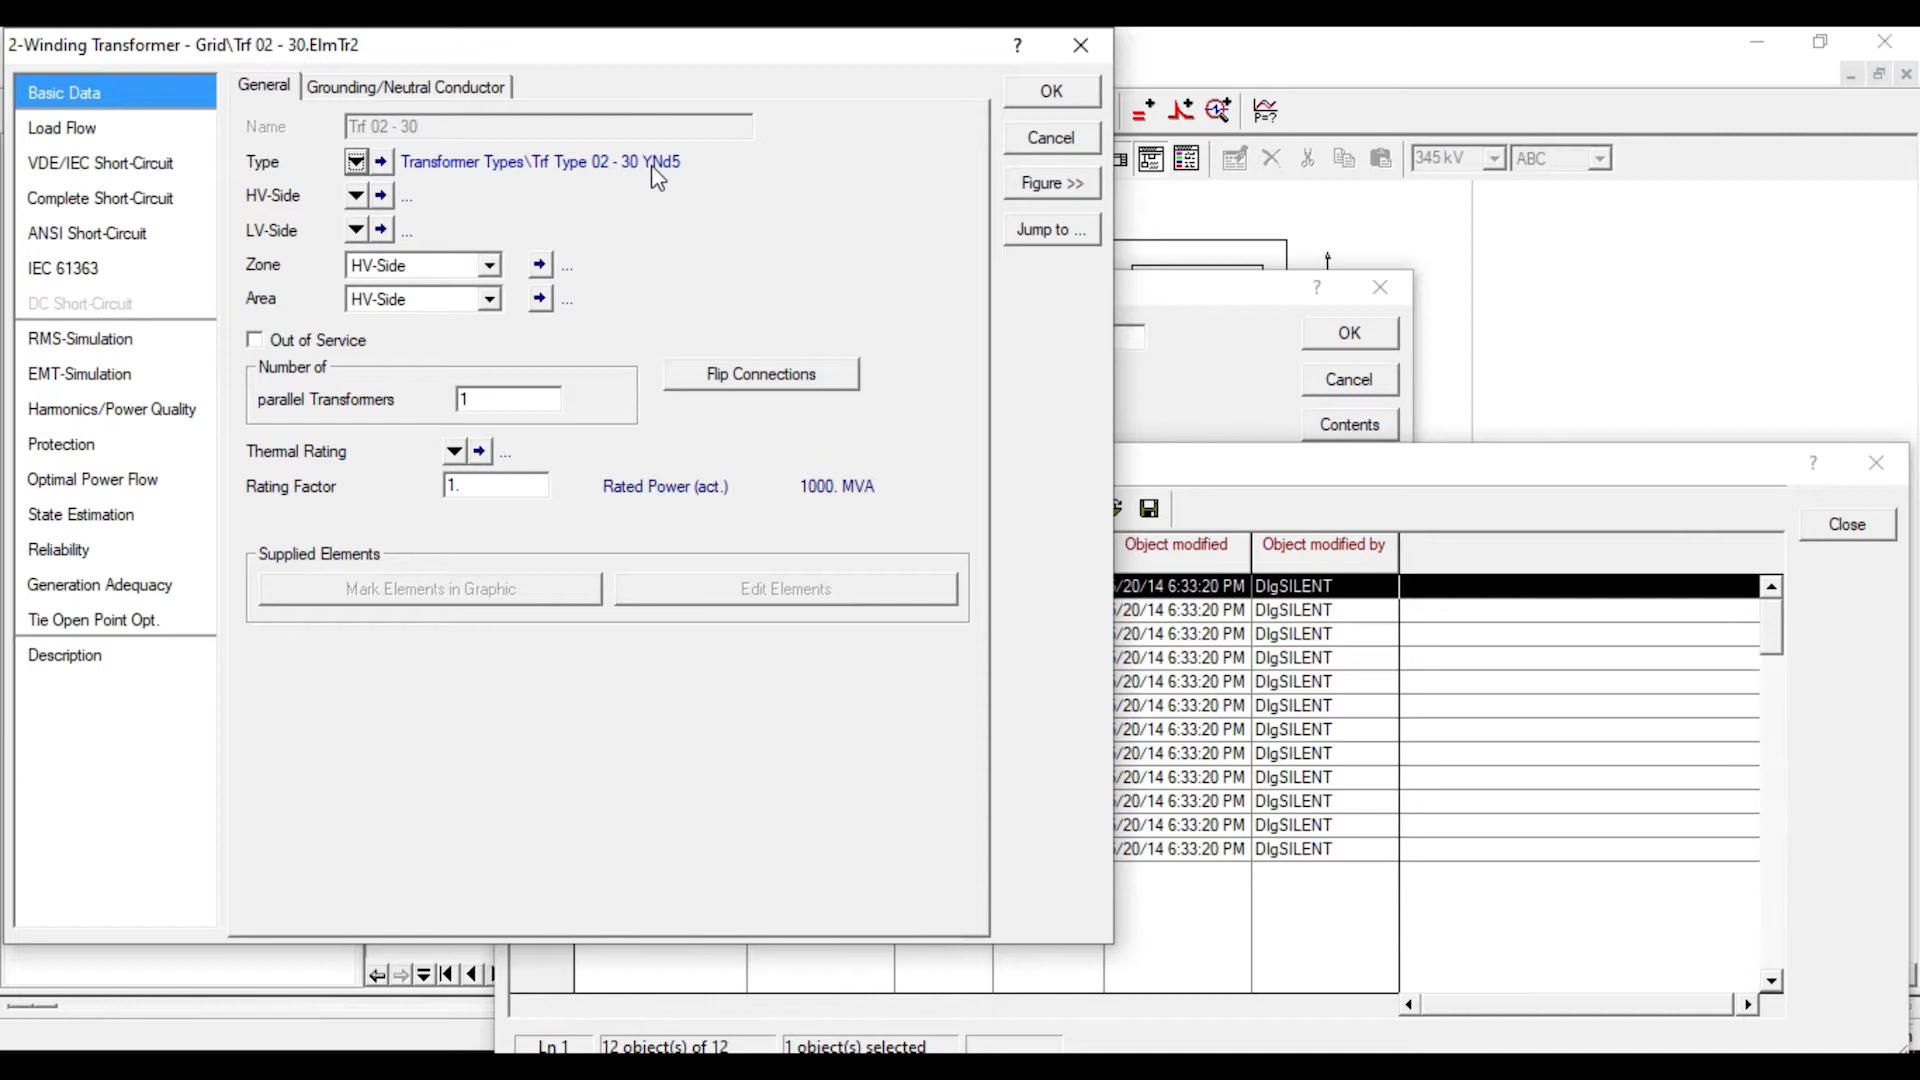 2-Winding Transformer - Grid\Trf 02 - 30.ElmTr2
?
Basic Data
Load Flow
VDE/IEC Short-Circuit
Complete Short-Circuit
ANSI Short-Circuit
IEC 61363
DC Short-Circuit
RMS-Simulation
EMT-Simulation
Harmonics/Power Quality
Protection
Optimal Power Flow
State Estimation
Reliability
Generation Adequacy
Tie Open Point Opt.
Description
General
Grounding/Neutral Conductor
Name Trf 02 - 30
Type Transformer Types\Trf Type 02 - 30 YNd5
HV-Side ...
LV-Side ...
Zone HV-Side ...
Area HV-Side ...
Out of Service
Number of
parallel Transformers 1
Flip Connections
Thermal Rating ...
Rating Factor 1. Rated Power (act.) 1000. MVA
Supplied Elements
Mark Elements in Graphic
Edit Elements
OK
Cancel
Figure >>
Jump to ...
P=?
345 kV
ABC
?
OK
Cancel
Contents
?
Close
Object modified Object modified by
/20/14 6:33:20 PM DIgSILENT
/20/14 6:33:20 PM DIgSILENT
/20/14 6:33:20 PM DIgSILENT
/20/14 6:33:20 PM DIgSILENT
/20/14 6:33:20 PM DIgSILENT
/20/14 6:33:20 PM DIgSILENT
/20/14 6:33:20 PM DIgSILENT
/20/14 6:33:20 PM DIgSILENT
/20/14 6:33:20 PM DIgSILENT
/20/14 6:33:20 PM DIgSILENT
/20/14 6:33:20 PM DIgSILENT
/20/14 6:33:20 PM DIgSILENT
Ln 1 12 object(s) of 12 1 object(s) selected